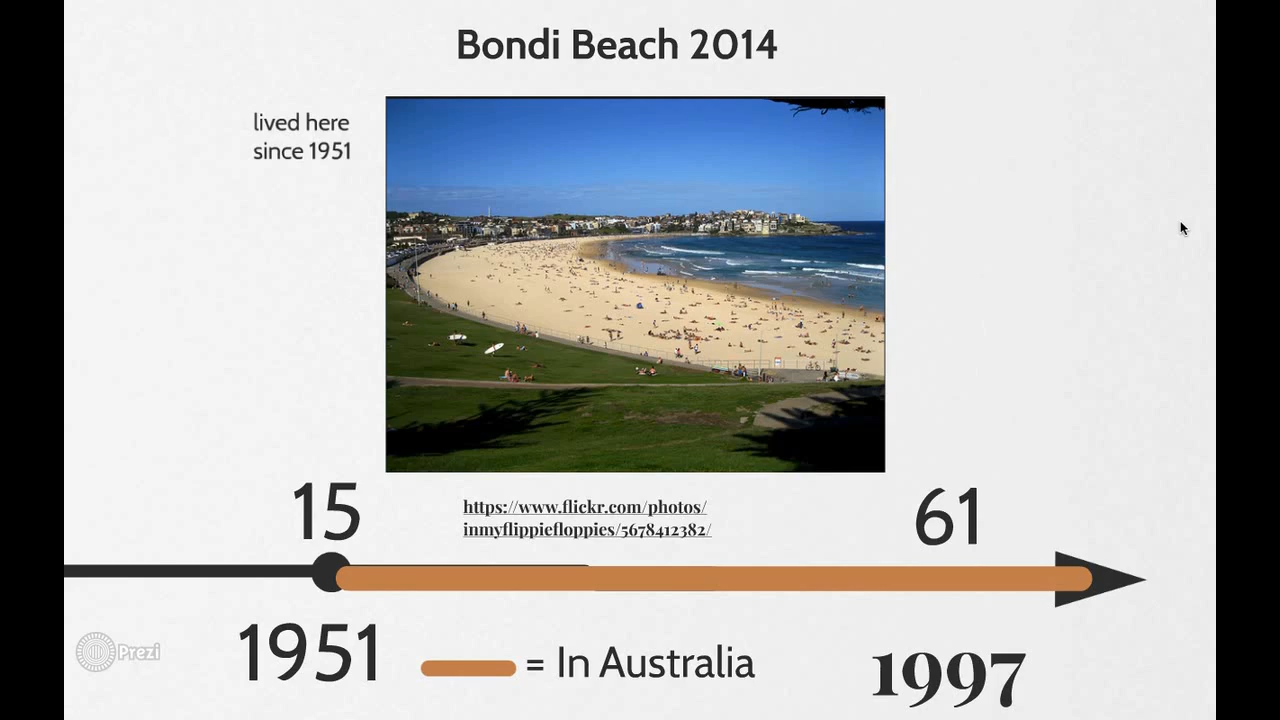 Bondi Beach 2014
lived here
since 1951
15
https://www.flickr.com/photos/
inmyflippiefloppies/5678412382/
61
1951
= In Australia
1997
Prezi